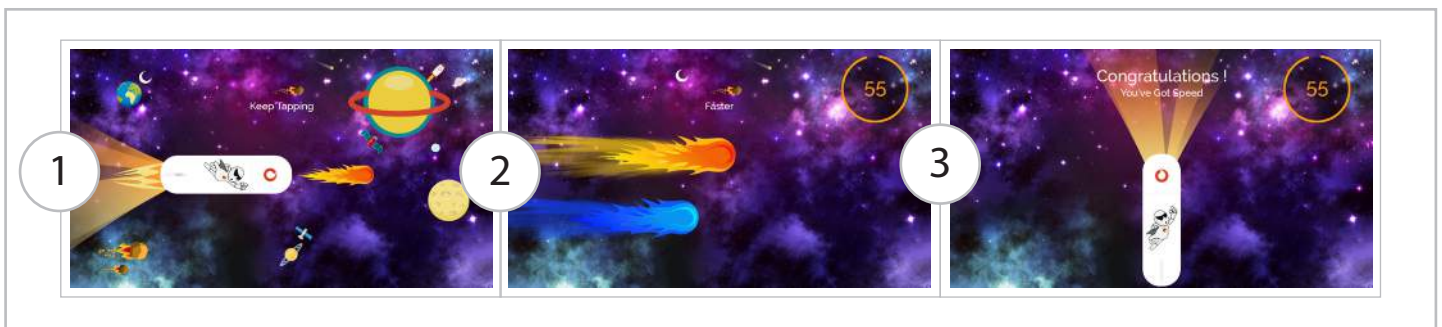 1
Keep Tapping
2
Faster
55
3
Congratulations !
You've Got Speed
55